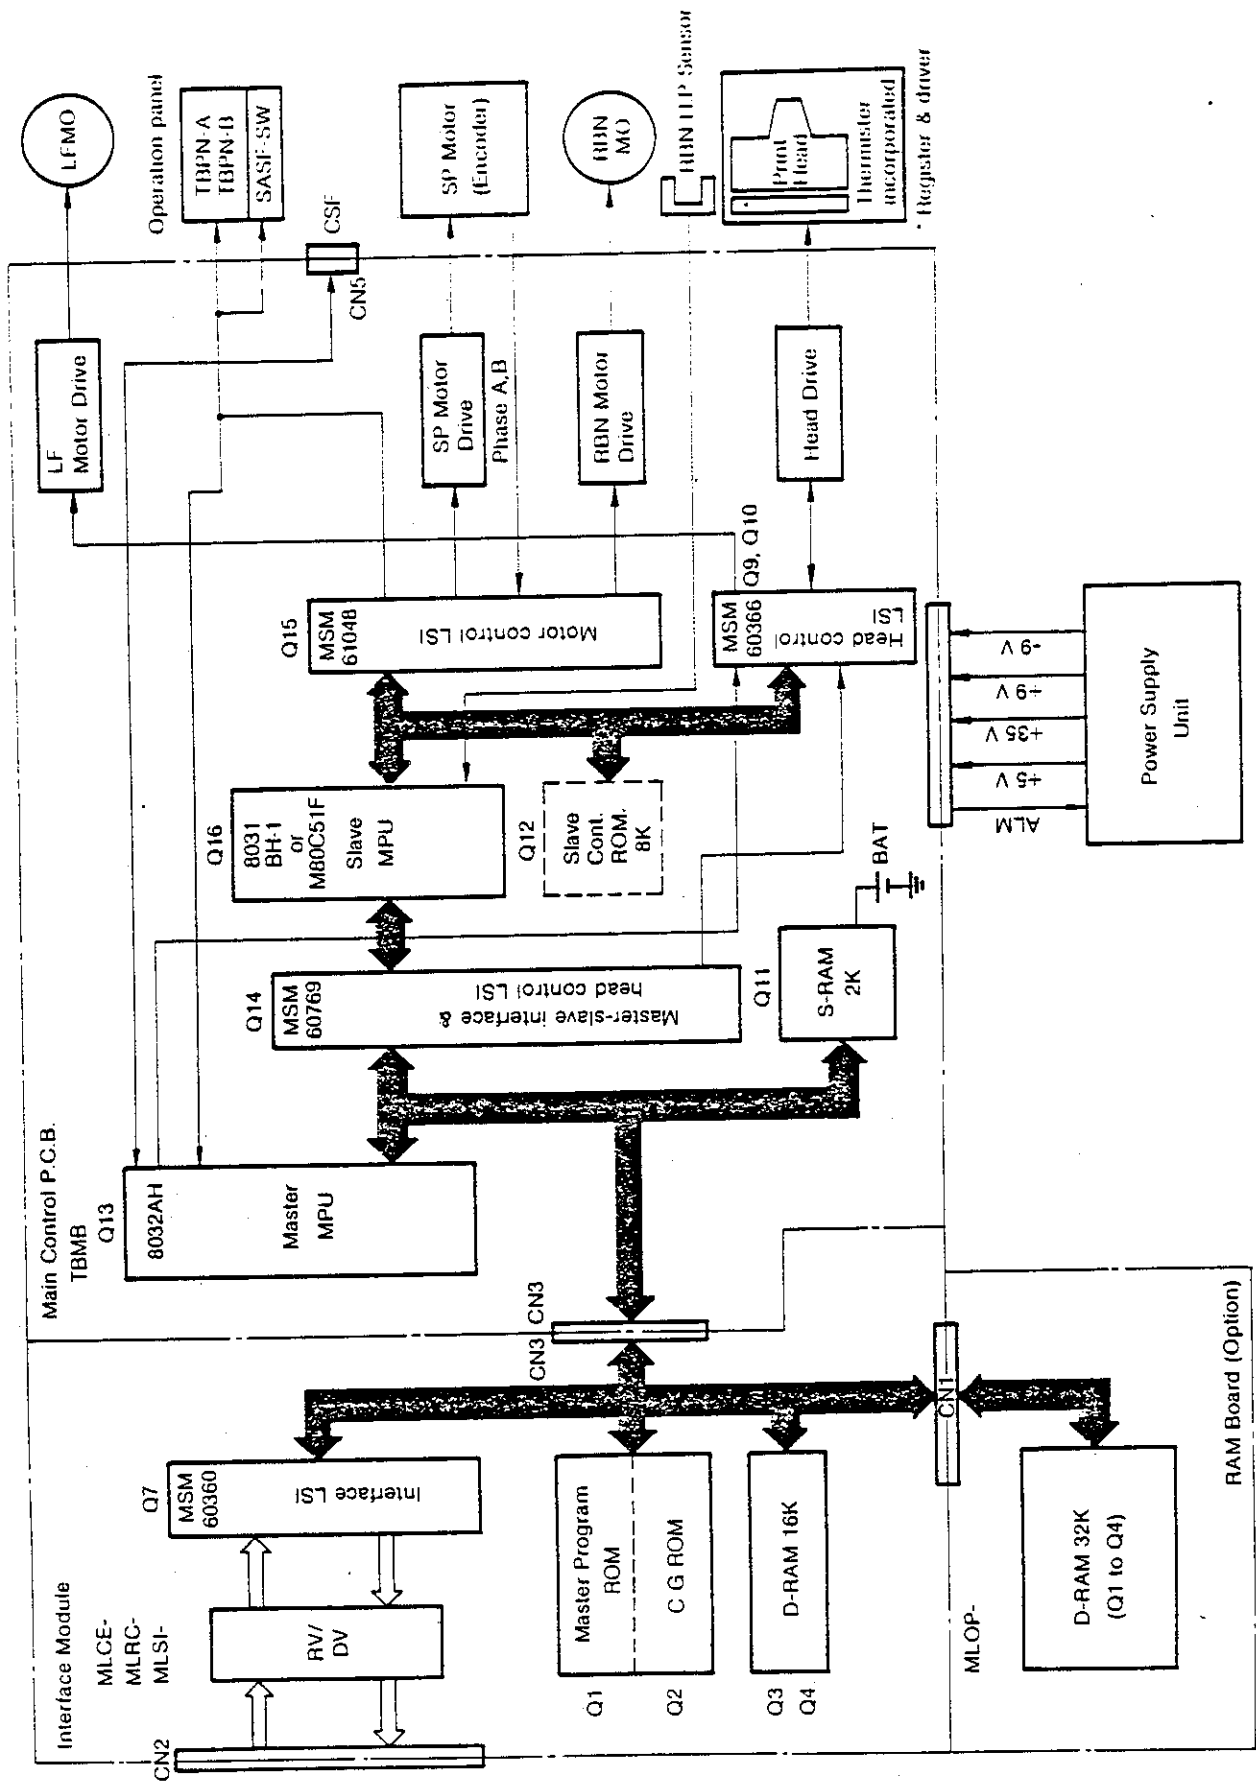 Interface Module
MLCE-
MLRC-
MLSI-
CN2
RV/
DV
Q7
MSM
60360
Interface LSI
Q1
Master Program
ROM
Q2
C G ROM
Q3
Q4
D-RAM 16K
CN3
CN3
CN1
MLOP-
D-RAM 32K
(Q1 to Q4)
RAM Board (Option)
Main Control P.C.B.
TBMB
Q13
8032AH
Master
MPU
Q14
MSM
60769
Master-slave interface &
head control LSI
Q11
S-RAM
2K
BAT
Q16
8031
BH-1
or
M80C51F
Slave
MPU
Q12
Slave
Cont.
ROM.
8K
Q15
MSM
61048
Motor control LSI
MSM
60366
Q9, Q10
Head control
LSI
LF
Motor Drive
SP Motor
Drive
Phase A,B
RBN Motor
Drive
Head Drive
CN5
CSF
LFMO
Operation panel
TBPN-A
TBPN-B
SASF-SW
SP Motor
(Encoder)
RBN
MO
Sensor
Print
Head
Thermister
incorporated
Register & driver
ALM
+5 V
+35 V
+9 V
-9 V
Power Supply
Unit